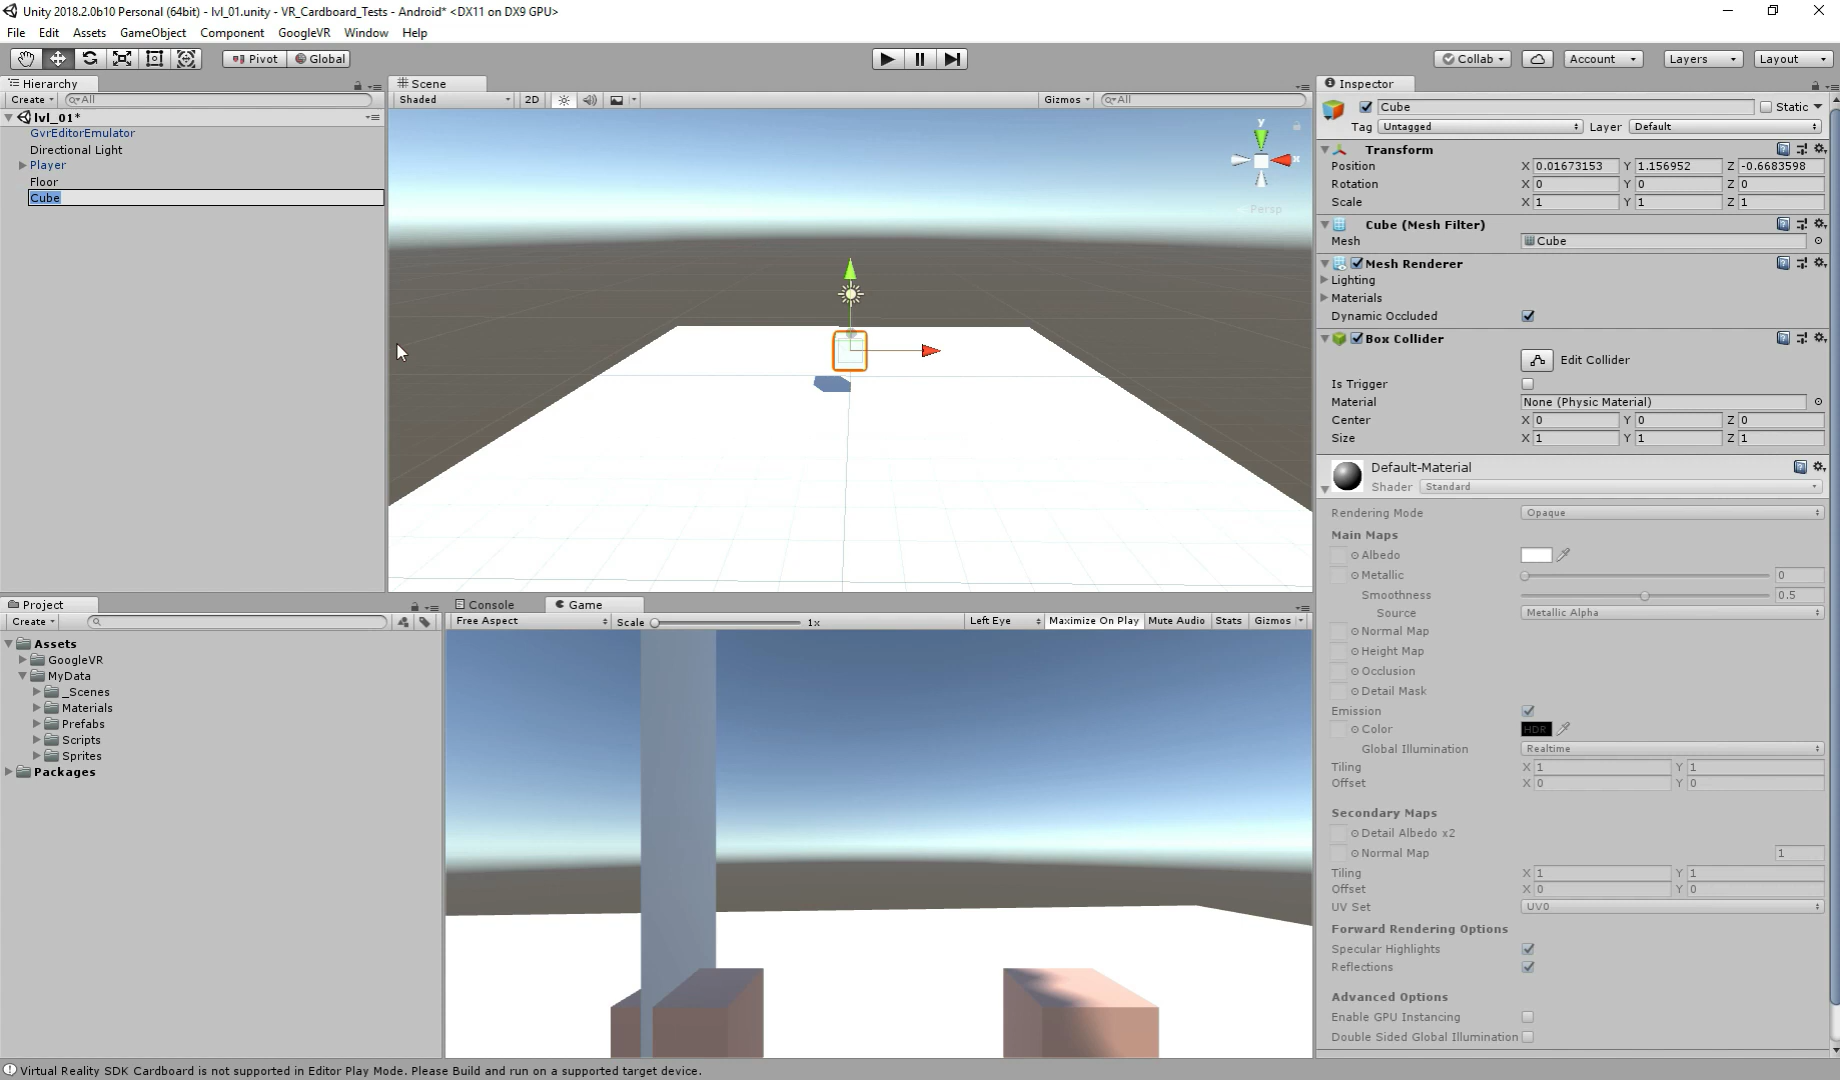 Unity 2018.2.0b10 Personal (64bit) - lvl_01.unity - VR_Cardboard_Tests - Android* <DX11 on DX9 GPU>
File Edit Assets GameObject Component GoogleVR Window Help
Pivot Global Collab Account Layers Layout
Hierarchy
Create All
lvl_01*
GvrEditorEmulator
Directional Light
Player
Floor
Cube
Scene
Shaded 2D Gizmos All
y
x
Persp
Project
Create
Assets
GoogleVR
MyData
_Scenes
Materials
Prefabs
Scripts
Sprites
Packages
Console Game
Free Aspect Scale 1x Left Eye Maximize On Play Mute Audio Stats Gizmos
Inspector
Cube Static
Tag Untagged Layer Default
Transform
Position X 0.01673153 Y 1.156952 Z -0.6683598
Rotation X 0 Y 0 Z 0
Scale X 1 Y 1 Z 1
Cube (Mesh Filter)
Mesh Cube
Mesh Renderer
Lighting
Materials
Dynamic Occluded
Box Collider
Edit Collider
Is Trigger
Material None (Physic Material)
Center X 0 Y 0 Z 0
Size X 1 Y 1 Z 1
Default-Material
Shader Standard
Rendering Mode Opaque
Main Maps
Albedo
Metallic 0
Smoothness 0.5
Source Metallic Alpha
Normal Map
Height Map
Occlusion
Detail Mask
Emission
Color HDR
Global Illumination Realtime
Tiling X 1 Y 1
Offset X 0 Y 0
Secondary Maps
Detail Albedo x2
Normal Map 1
Tiling X 1 Y 1
Offset X 0 Y 0
UV Set UV0
Forward Rendering Options
Specular Highlights
Reflections
Advanced Options
Enable GPU Instancing
Double Sided Global Illumination
Virtual Reality SDK Cardboard is not supported in Editor Play Mode. Please Build and run on a supported target device.